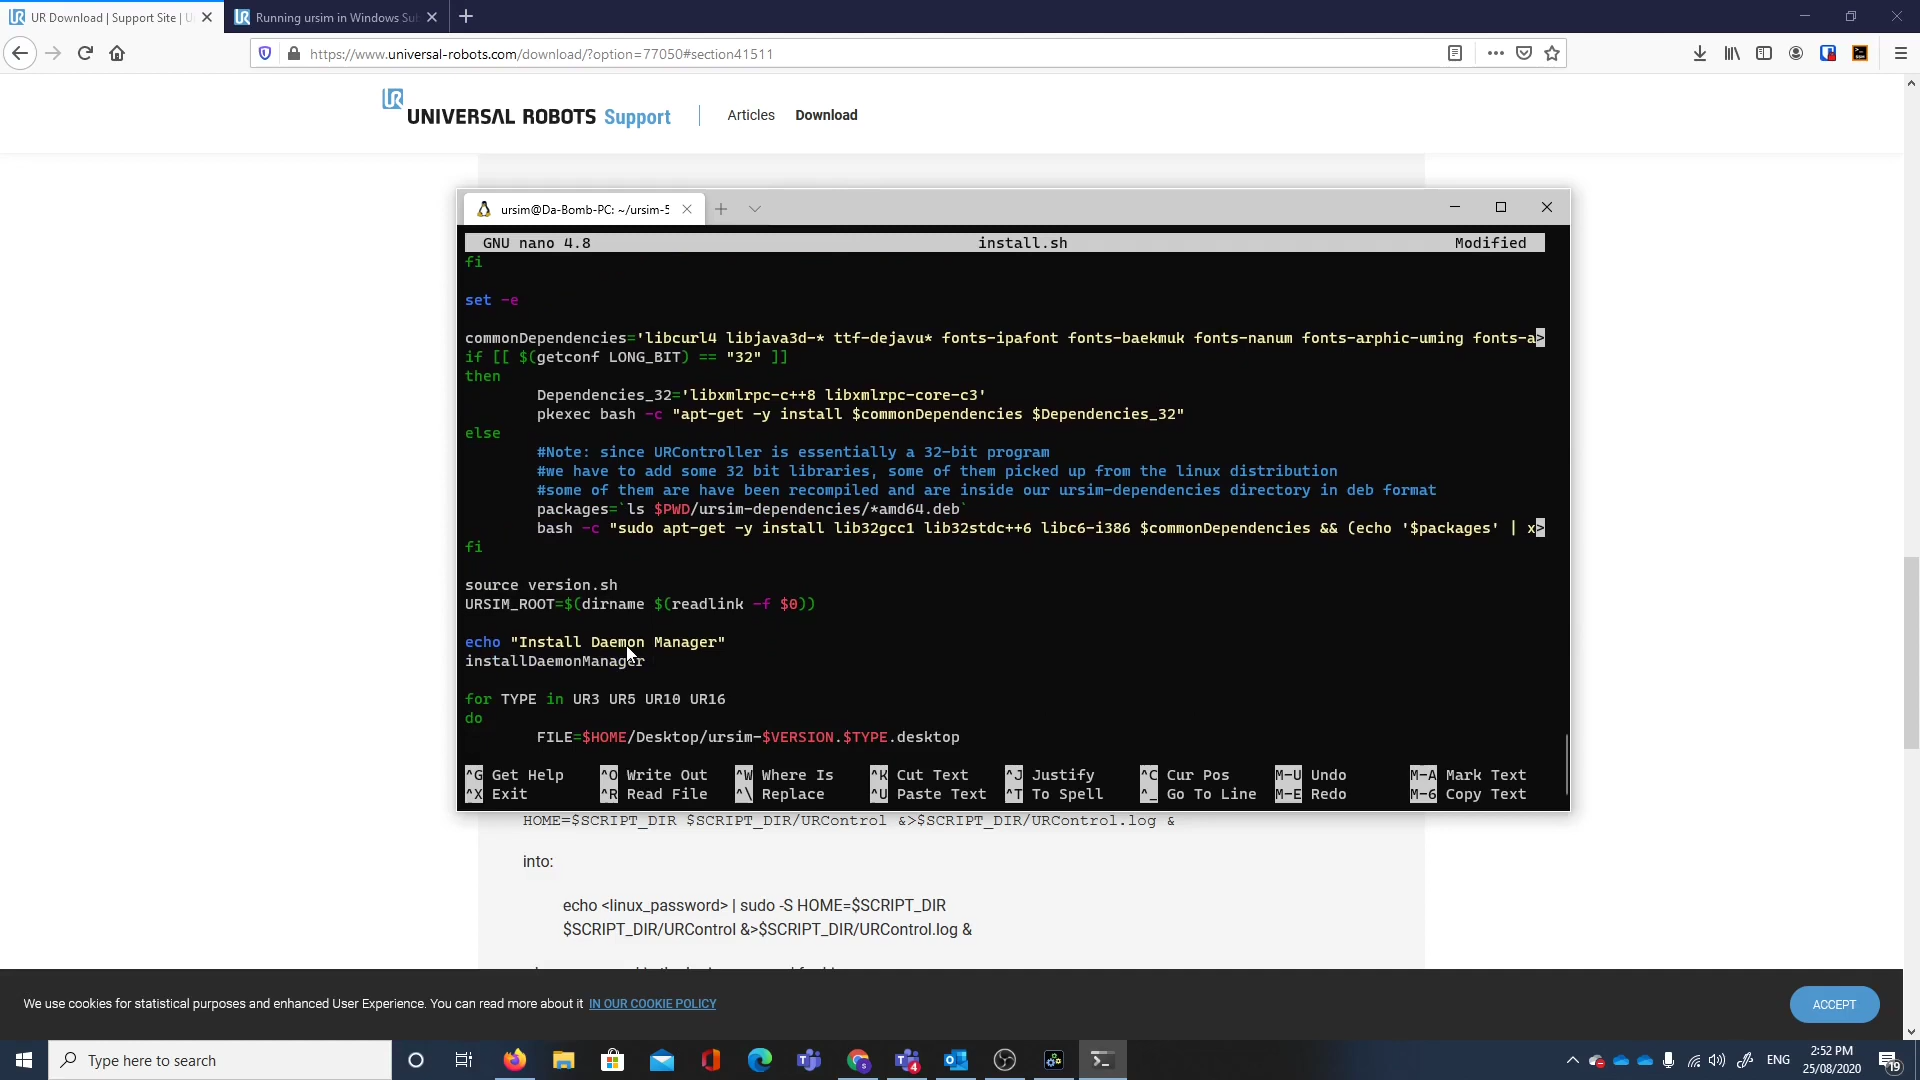 UR Download | Support Site | U
Running ursim in Windows Su
https://www.universal-robots.com/download/?option=77050#section41511
UNIVERSAL ROBOTS Support
Articles
Download
ursim@Da-Bomb-PC: ~/ursim-5
GNU nano 4.8 install.sh Modified
fi
set -e
commonDependencies='libcurl4 libjava3d-* ttf-dejavu* fonts-ipafont fonts-baekmuk fonts-nanum fonts-arphic-uming fonts-a>
if [[ $(getconf LONG_BIT) == "32" ]]
then
Dependencies_32='libxmlrpc-c++8 libxmlrpc-core-c3'
pkexec bash -c "apt-get -y install $commonDependencies $Dependencies_32"
else
#Note: since URController is essentially a 32-bit program
#we have to add some 32 bit libraries, some of them picked up from the linux distribution
#some of them are have been recompiled and are inside our ursim-dependencies directory in deb format
packages=`ls $PWD/ursim-dependencies/*amd64.deb`
bash -c "sudo apt-get -y install lib32gcc1 lib32stdc++6 libc6-i386 $commonDependencies && (echo '$packages' | x>
fi
source version.sh
URSIM_ROOT=$(dirname $(readlink -f $0))
echo "Install Daemon Manager"
installDaemonManager
for TYPE in UR3 UR5 UR10 UR16
do
FILE=$HOME/Desktop/ursim-$VERSION.$TYPE.desktop
^G Get Help ^O Write Out ^W Where Is ^K Cut Text ^J Justify ^C Cur Pos M-U Undo M-A Mark Text
^X Exit ^R Read File ^\ Replace ^U Paste Text ^T To Spell ^_ Go To Line M-E Redo M-6 Copy Text
HOME=$SCRIPT_DIR $SCRIPT_DIR/URControl &>$SCRIPT_DIR/URControl.log &
into:
echo <linux_password> | sudo -S HOME=$SCRIPT_DIR
$SCRIPT_DIR/URControl &>$SCRIPT_DIR/URControl.log &
We use cookies for statistical purposes and enhanced User Experience. You can read more about it IN OUR COOKIE POLICY
ACCEPT
Type here to search
4
ENG
2:52 PM
25/08/2020
19